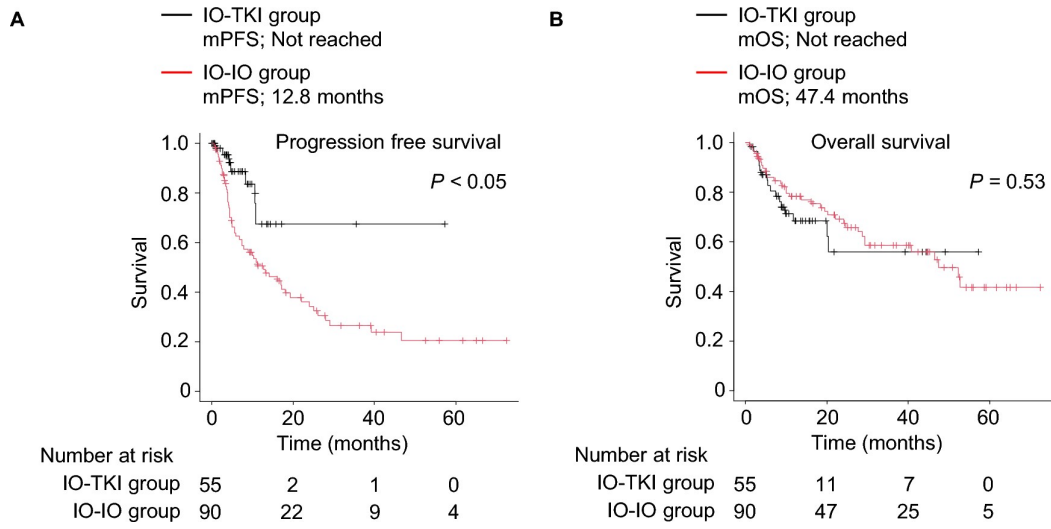 A
IO-TKI group
mPFS; Not reached
IO-IO group
mPFS; 12.8 months
Progression free survival
P < 0.05
Survival
1.0
0.8
0.6
0.4
0.2
0
0 20 40 60
Time (months)
Number at risk
IO-TKI group 55 2 1 0
IO-IO group 90 22 9 4
B
IO-TKI group
mOS; Not reached
IO-IO group
mOS; 47.4 months
Overall survival
P = 0.53
Survival
1.0
0.8
0.6
0.4
0.2
0
0 20 40 60
Time (months)
Number at risk
IO-TKI group 55 11 7 0
IO-IO group 90 47 25 5